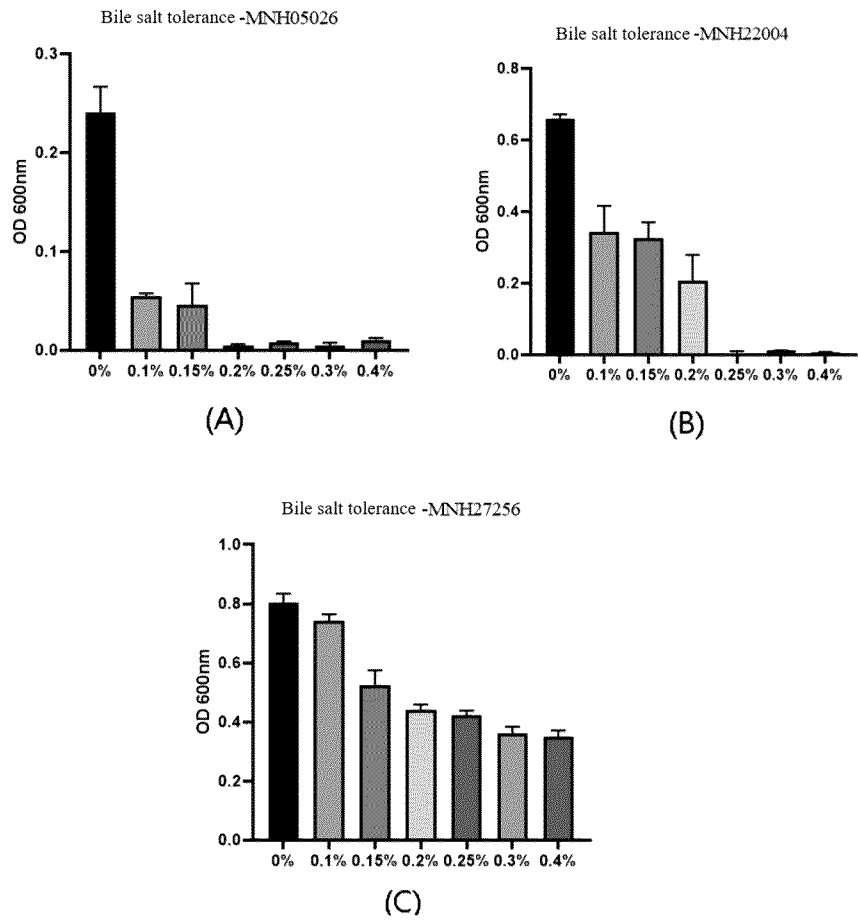 Bile salt tolerance -MNH05026
0.3
0.2
0.1
0.0
OD 600nm
0% 0.1% 0.15% 0.2% 0.25% 0.3% 0.4%
(A)
Bile salt tolerance -MNH22004
0.8
0.6
0.4
0.2
0.0
OD 600nm
0% 0.1% 0.15% 0.2% 0.25% 0.3% 0.4%
(B)
Bile salt tolerance -MNH27256
1.0
0.8
0.6
0.4
0.2
0.0
OD 600nm
0% 0.1% 0.15% 0.2% 0.25% 0.3% 0.4%
(C)